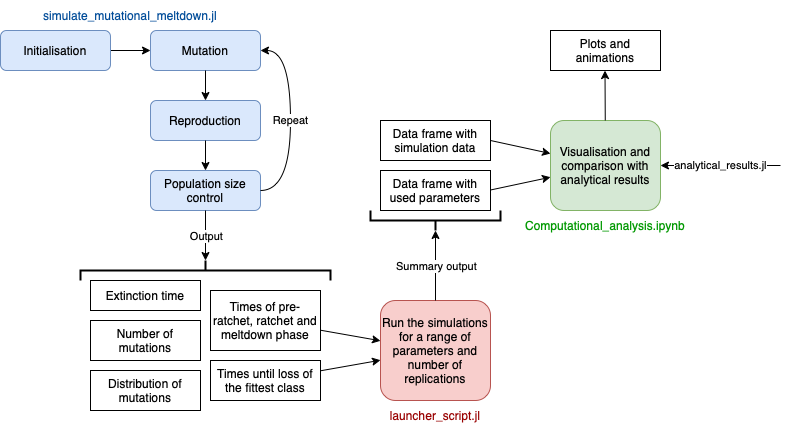 simulate_mutational_meltdown.jl
Initialisation
Mutation
Reproduction
Repeat
Population size
control
Output
Extinction time
Number of
mutations
Distribution of
mutations
Times of pre-
ratchet, ratchet and
meltdown phase
Times until loss of
the fittest class
Run the simulations
for a range of
parameters and
number of
replications
launcher_script.jl
Summary output
Data frame with
simulation data
Data frame with
used parameters
Plots and
animations
Visualisation and
comparison with
analytical results
analytical_results.jl
Computational_analysis.ipynb